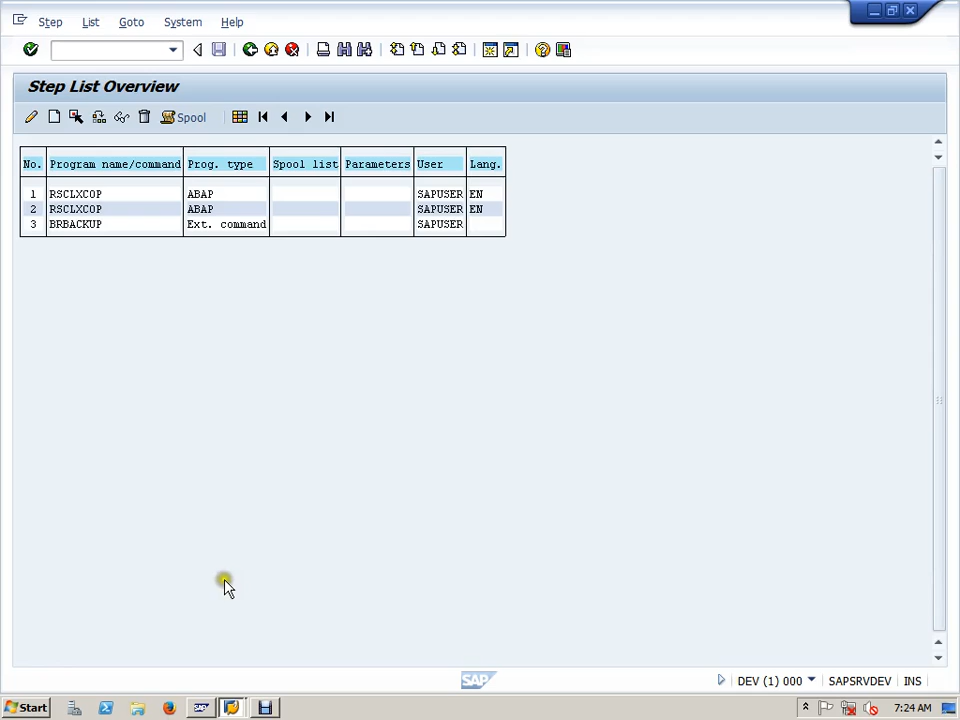 Step List Goto System Help
Step List Overview
Spool
No. Program name/command Prog. type Spool list Parameters User Lang.
1 RSCLXCOP ABAP SAPUSER EN
2 RSCLXCOP ABAP SAPUSER EN
3 BRBACKUP Ext. command SAPUSER
SAP DEV (1) 000 SAPSRVDEV INS
Start 7:24 AM